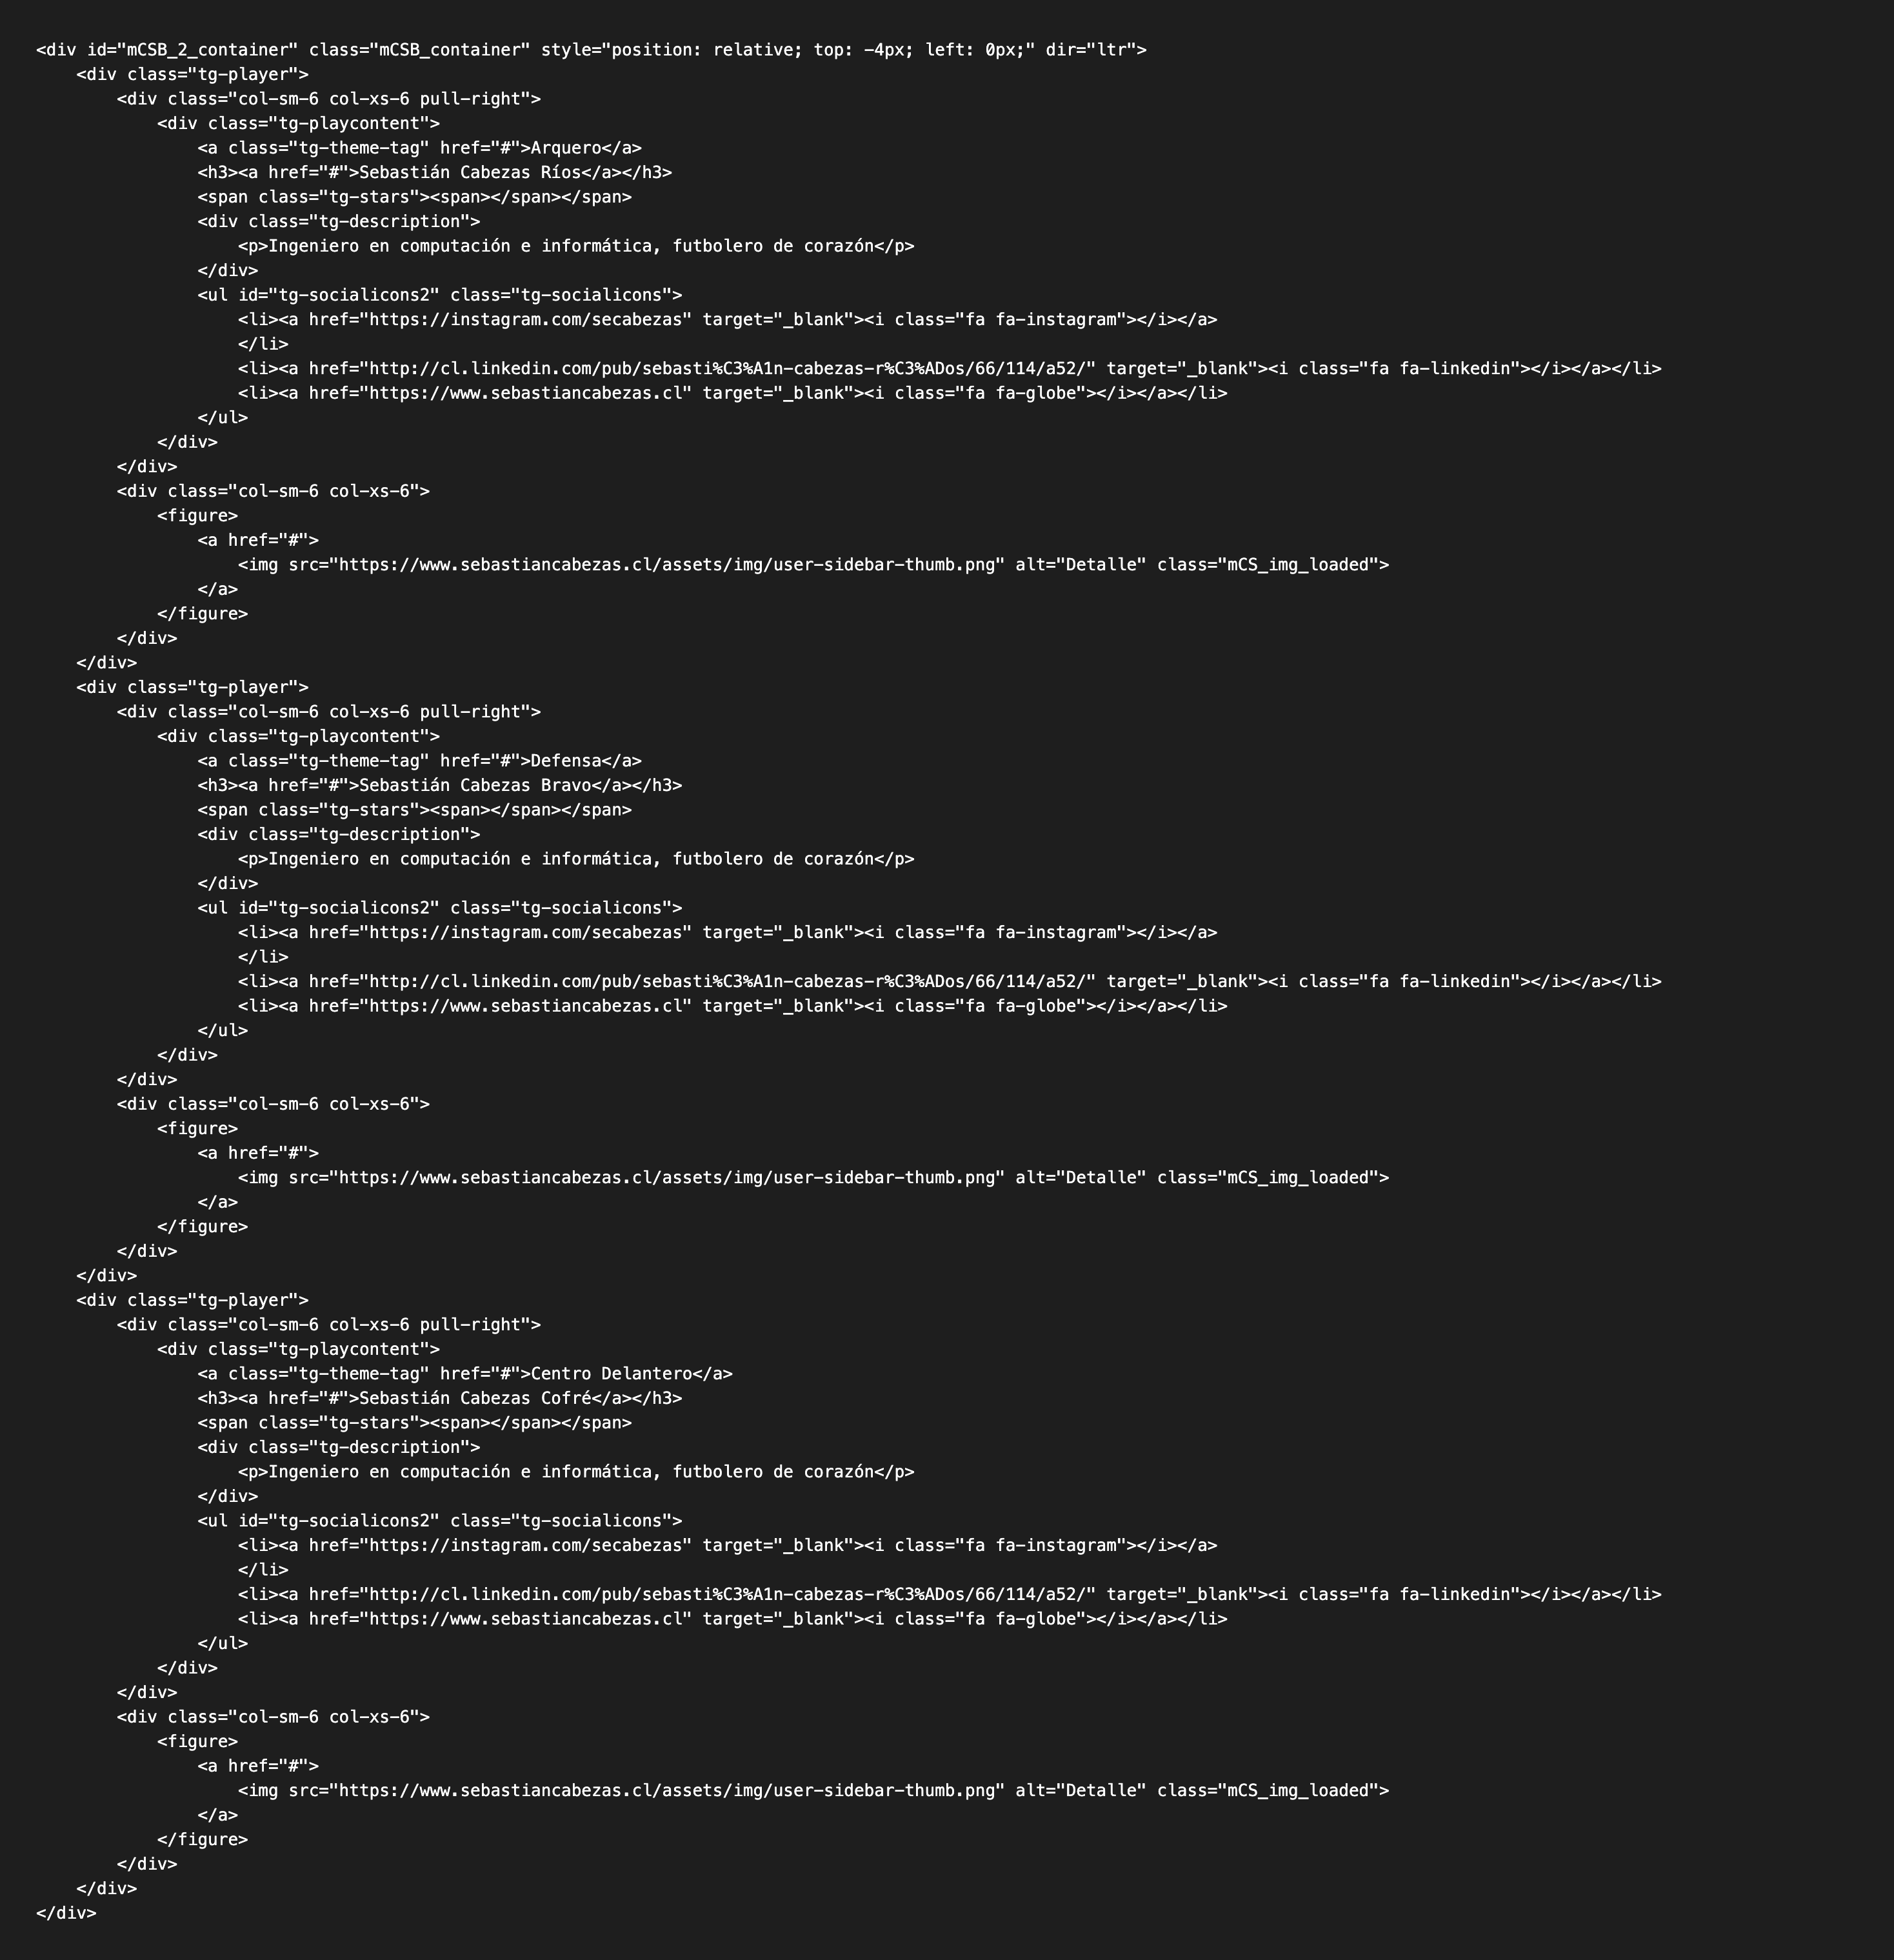 <div id="mCSB_2_container" class="mCSB_container" style="position: relative; top: -4px; left: 0px;" dir="ltr">
    <div class="tg-player">
        <div class="col-sm-6 col-xs-6 pull-right">
            <div class="tg-playcontent">
                <a class="tg-theme-tag" href="#">Arquero</a>
                <h3><a href="#">Sebastián Cabezas Ríos</a></h3>
                <span class="tg-stars"><span></span></span>
                <div class="tg-description">
                    <p>Ingeniero en computación e informática, futbolero de corazón</p>
                </div>
                <ul id="tg-socialicons2" class="tg-socialicons">
                    <li><a href="https://instagram.com/secabezas" target="_blank"><i class="fa fa-instagram"></i></a>
                    </li>
                    <li><a href="http://cl.linkedin.com/pub/sebasti%C3%A1n-cabezas-r%C3%ADos/66/114/a52/" target="_blank"><i class="fa fa-linkedin"></i></a></li>
                    <li><a href="https://www.sebastiancabezas.cl" target="_blank"><i class="fa fa-globe"></i></a></li>
                </ul>
            </div>
        </div>
        <div class="col-sm-6 col-xs-6">
            <figure>
                <a href="#">
                    <img src="https://www.sebastiancabezas.cl/assets/img/user-sidebar-thumb.png" alt="Detalle" class="mCS_img_loaded">
                </a>
            </figure>
        </div>
    </div>
    <div class="tg-player">
        <div class="col-sm-6 col-xs-6 pull-right">
            <div class="tg-playcontent">
                <a class="tg-theme-tag" href="#">Defensa</a>
                <h3><a href="#">Sebastián Cabezas Bravo</a></h3>
                <span class="tg-stars"><span></span></span>
                <div class="tg-description">
                    <p>Ingeniero en computación e informática, futbolero de corazón</p>
                </div>
                <ul id="tg-socialicons2" class="tg-socialicons">
                    <li><a href="https://instagram.com/secabezas" target="_blank"><i class="fa fa-instagram"></i></a>
                    </li>
                    <li><a href="http://cl.linkedin.com/pub/sebasti%C3%A1n-cabezas-r%C3%ADos/66/114/a52/" target="_blank"><i class="fa fa-linkedin"></i></a></li>
                    <li><a href="https://www.sebastiancabezas.cl" target="_blank"><i class="fa fa-globe"></i></a></li>
                </ul>
            </div>
        </div>
        <div class="col-sm-6 col-xs-6">
            <figure>
                <a href="#">
                    <img src="https://www.sebastiancabezas.cl/assets/img/user-sidebar-thumb.png" alt="Detalle" class="mCS_img_loaded">
                </a>
            </figure>
        </div>
    </div>
    <div class="tg-player">
        <div class="col-sm-6 col-xs-6 pull-right">
            <div class="tg-playcontent">
                <a class="tg-theme-tag" href="#">Centro Delantero</a>
                <h3><a href="#">Sebastián Cabezas Cofré</a></h3>
                <span class="tg-stars"><span></span></span>
                <div class="tg-description">
                    <p>Ingeniero en computación e informática, futbolero de corazón</p>
                </div>
                <ul id="tg-socialicons2" class="tg-socialicons">
                    <li><a href="https://instagram.com/secabezas" target="_blank"><i class="fa fa-instagram"></i></a>
                    </li>
                    <li><a href="http://cl.linkedin.com/pub/sebasti%C3%A1n-cabezas-r%C3%ADos/66/114/a52/" target="_blank"><i class="fa fa-linkedin"></i></a></li>
                    <li><a href="https://www.sebastiancabezas.cl" target="_blank"><i class="fa fa-globe"></i></a></li>
                </ul>
            </div>
        </div>
        <div class="col-sm-6 col-xs-6">
            <figure>
                <a href="#">
                    <img src="https://www.sebastiancabezas.cl/assets/img/user-sidebar-thumb.png" alt="Detalle" class="mCS_img_loaded">
                </a>
            </figure>
        </div>
    </div>
</div>